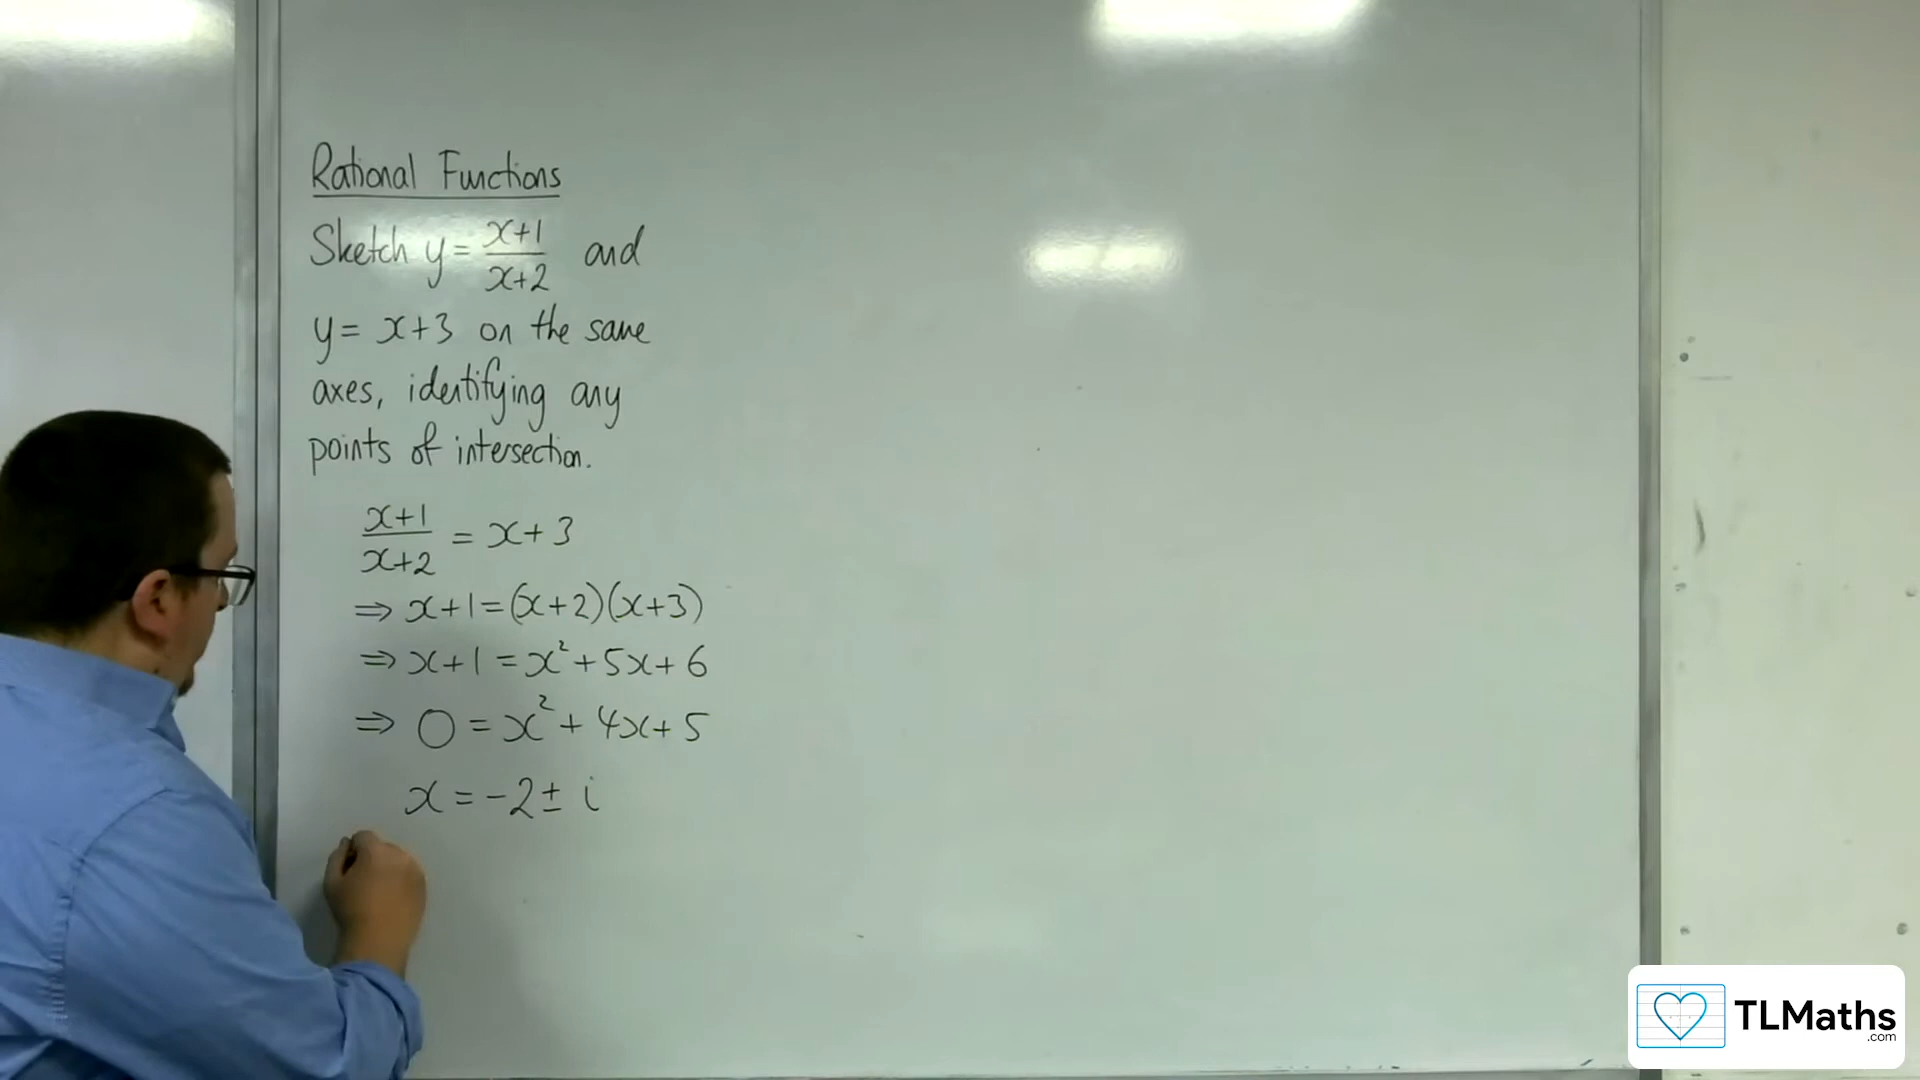 Rational Functions
Sketch y = x+1/x+2 and
y = x+3 on the same
axes, identifying any
points of intersection.
x+1/x+2 = x+3
⇒ x+1=(x+2)(x+3)
⇒ x+1 = x²+5x+6
⇒ 0 = x²+4x+5
x = -2 ± i
TLMaths
.com